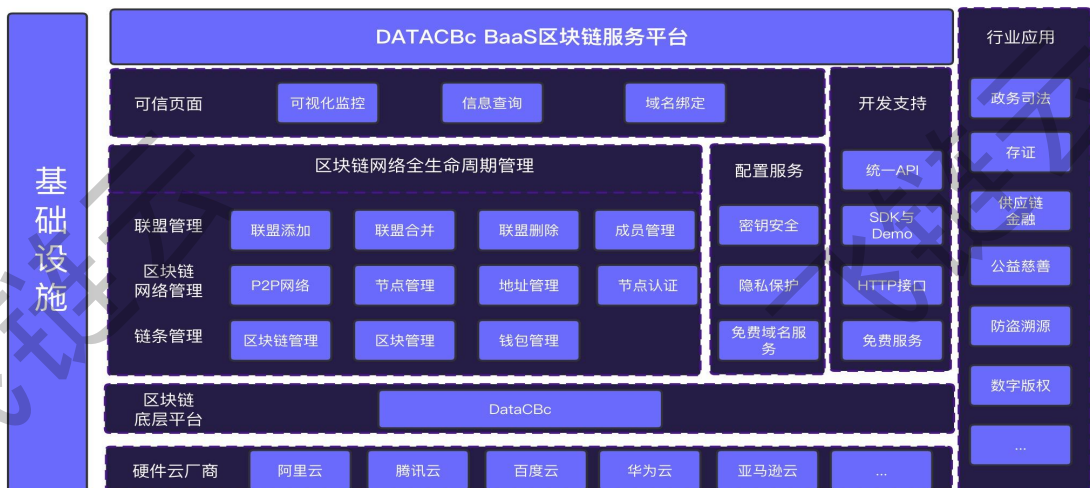 基
础
设
施
DATACBc BaaS区块链服务平台
可信页面
可视化监控
信息查询
域名绑定
区块链网络全生命周期管理
联盟管理
联盟添加
联盟合并
联盟删除
成员管理
区块链
网络管理
P2P网络
节点管理
地址管理
节点认证
链条管理
区块链管理
区块管理
钱包管理
配置服务
密钥安全
隐私保护
免费域名服
务
开发支持
统一API
SDK与
Demo
HTTP接口
免费服务
区块链
底层平台
DataCBc
硬件云厂商
阿里云
腾讯云
百度云
华为云
亚马逊云
...
行业应用
政务司法
存证
供应链
金融
公益慈善
防盗溯源
数字版权
...
飞链云
飞链云